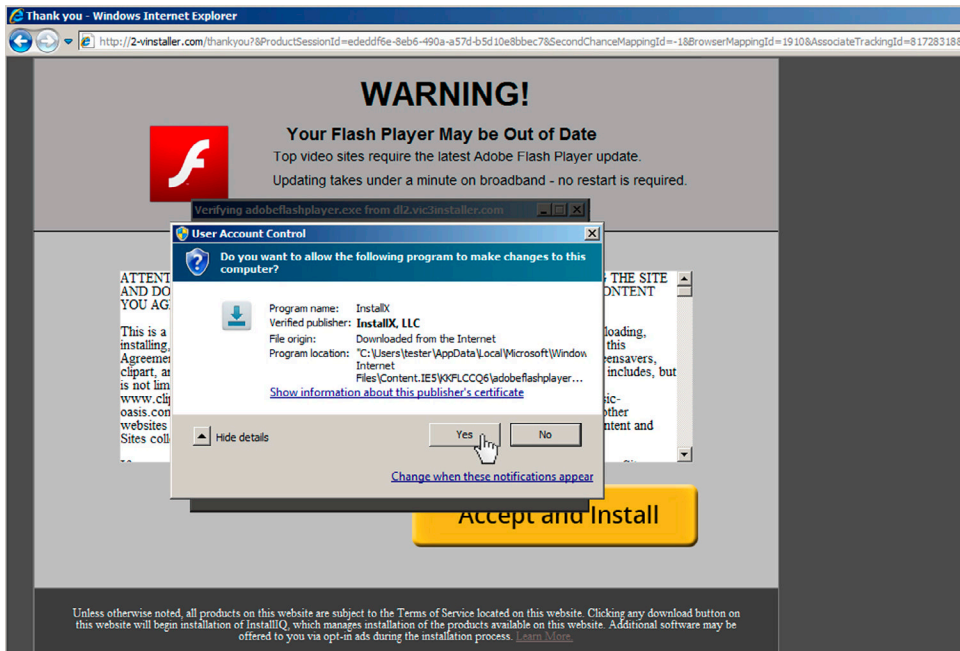 Thank you - Windows Internet Explorer
http://2-vinstaller.com/thankyou?&ProductSessionId=ededdf6e-8eb6-490a-a57d-b5d10e8bbec7&SecondChanceMappingId=-1&BrowserMappingId=1910&AssociateTrackingId=81728318&
WARNING!
Your Flash Player May be Out of Date
Top video sites require the latest Adobe Flash Player update.
Updating takes under a minute on broadband - no restart is required.
Verifying adobeflashplayer.exe from dl2.vic3installer.com
User Account Control
Do you want to allow the following program to make changes to this
computer?
Program name: InstallX
Verified publisher: InstallX, LLC
File origin: Downloaded from the Internet
Program location: "C:\Users\tester\AppData\Local\Microsoft\Window
Internet
Files\Content.IE5\KKFLCCQ6\adobeflashplayer...
Show information about this publisher's certificate
Hide details
Yes
No
Change when these notifications appear
ATTENT THE SITE
AND DO ONTENT
YOU AG
This is a loading,
installing, this
Agreemen ensavers,
clipart, ar includes, but
is not lim
www.cli sic-
oasis.con other
websites ntent and
Sites coll
Accept and Install
Unless otherwise noted, all products on this website are subject to the Terms of Service located on this website. Clicking any download button on
this website will begin installation of InstallIQ, which manages installation of the products available on this website. Additional software may be
offered to you via opt-in ads during the installation process. Learn More.